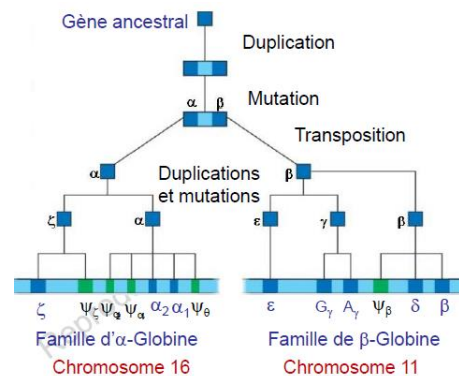 Gène ancestral
Duplication
α β
Mutation
Transposition
α β
Duplications
et mutations
ζ α ε γ β
ζ ψζ ψα ψα α2 α1 ψθ ε Gγ Aγ ψβ δ β
Famille d'α-Globine Famille de β-Globine
Chromosome 16 Chromosome 11